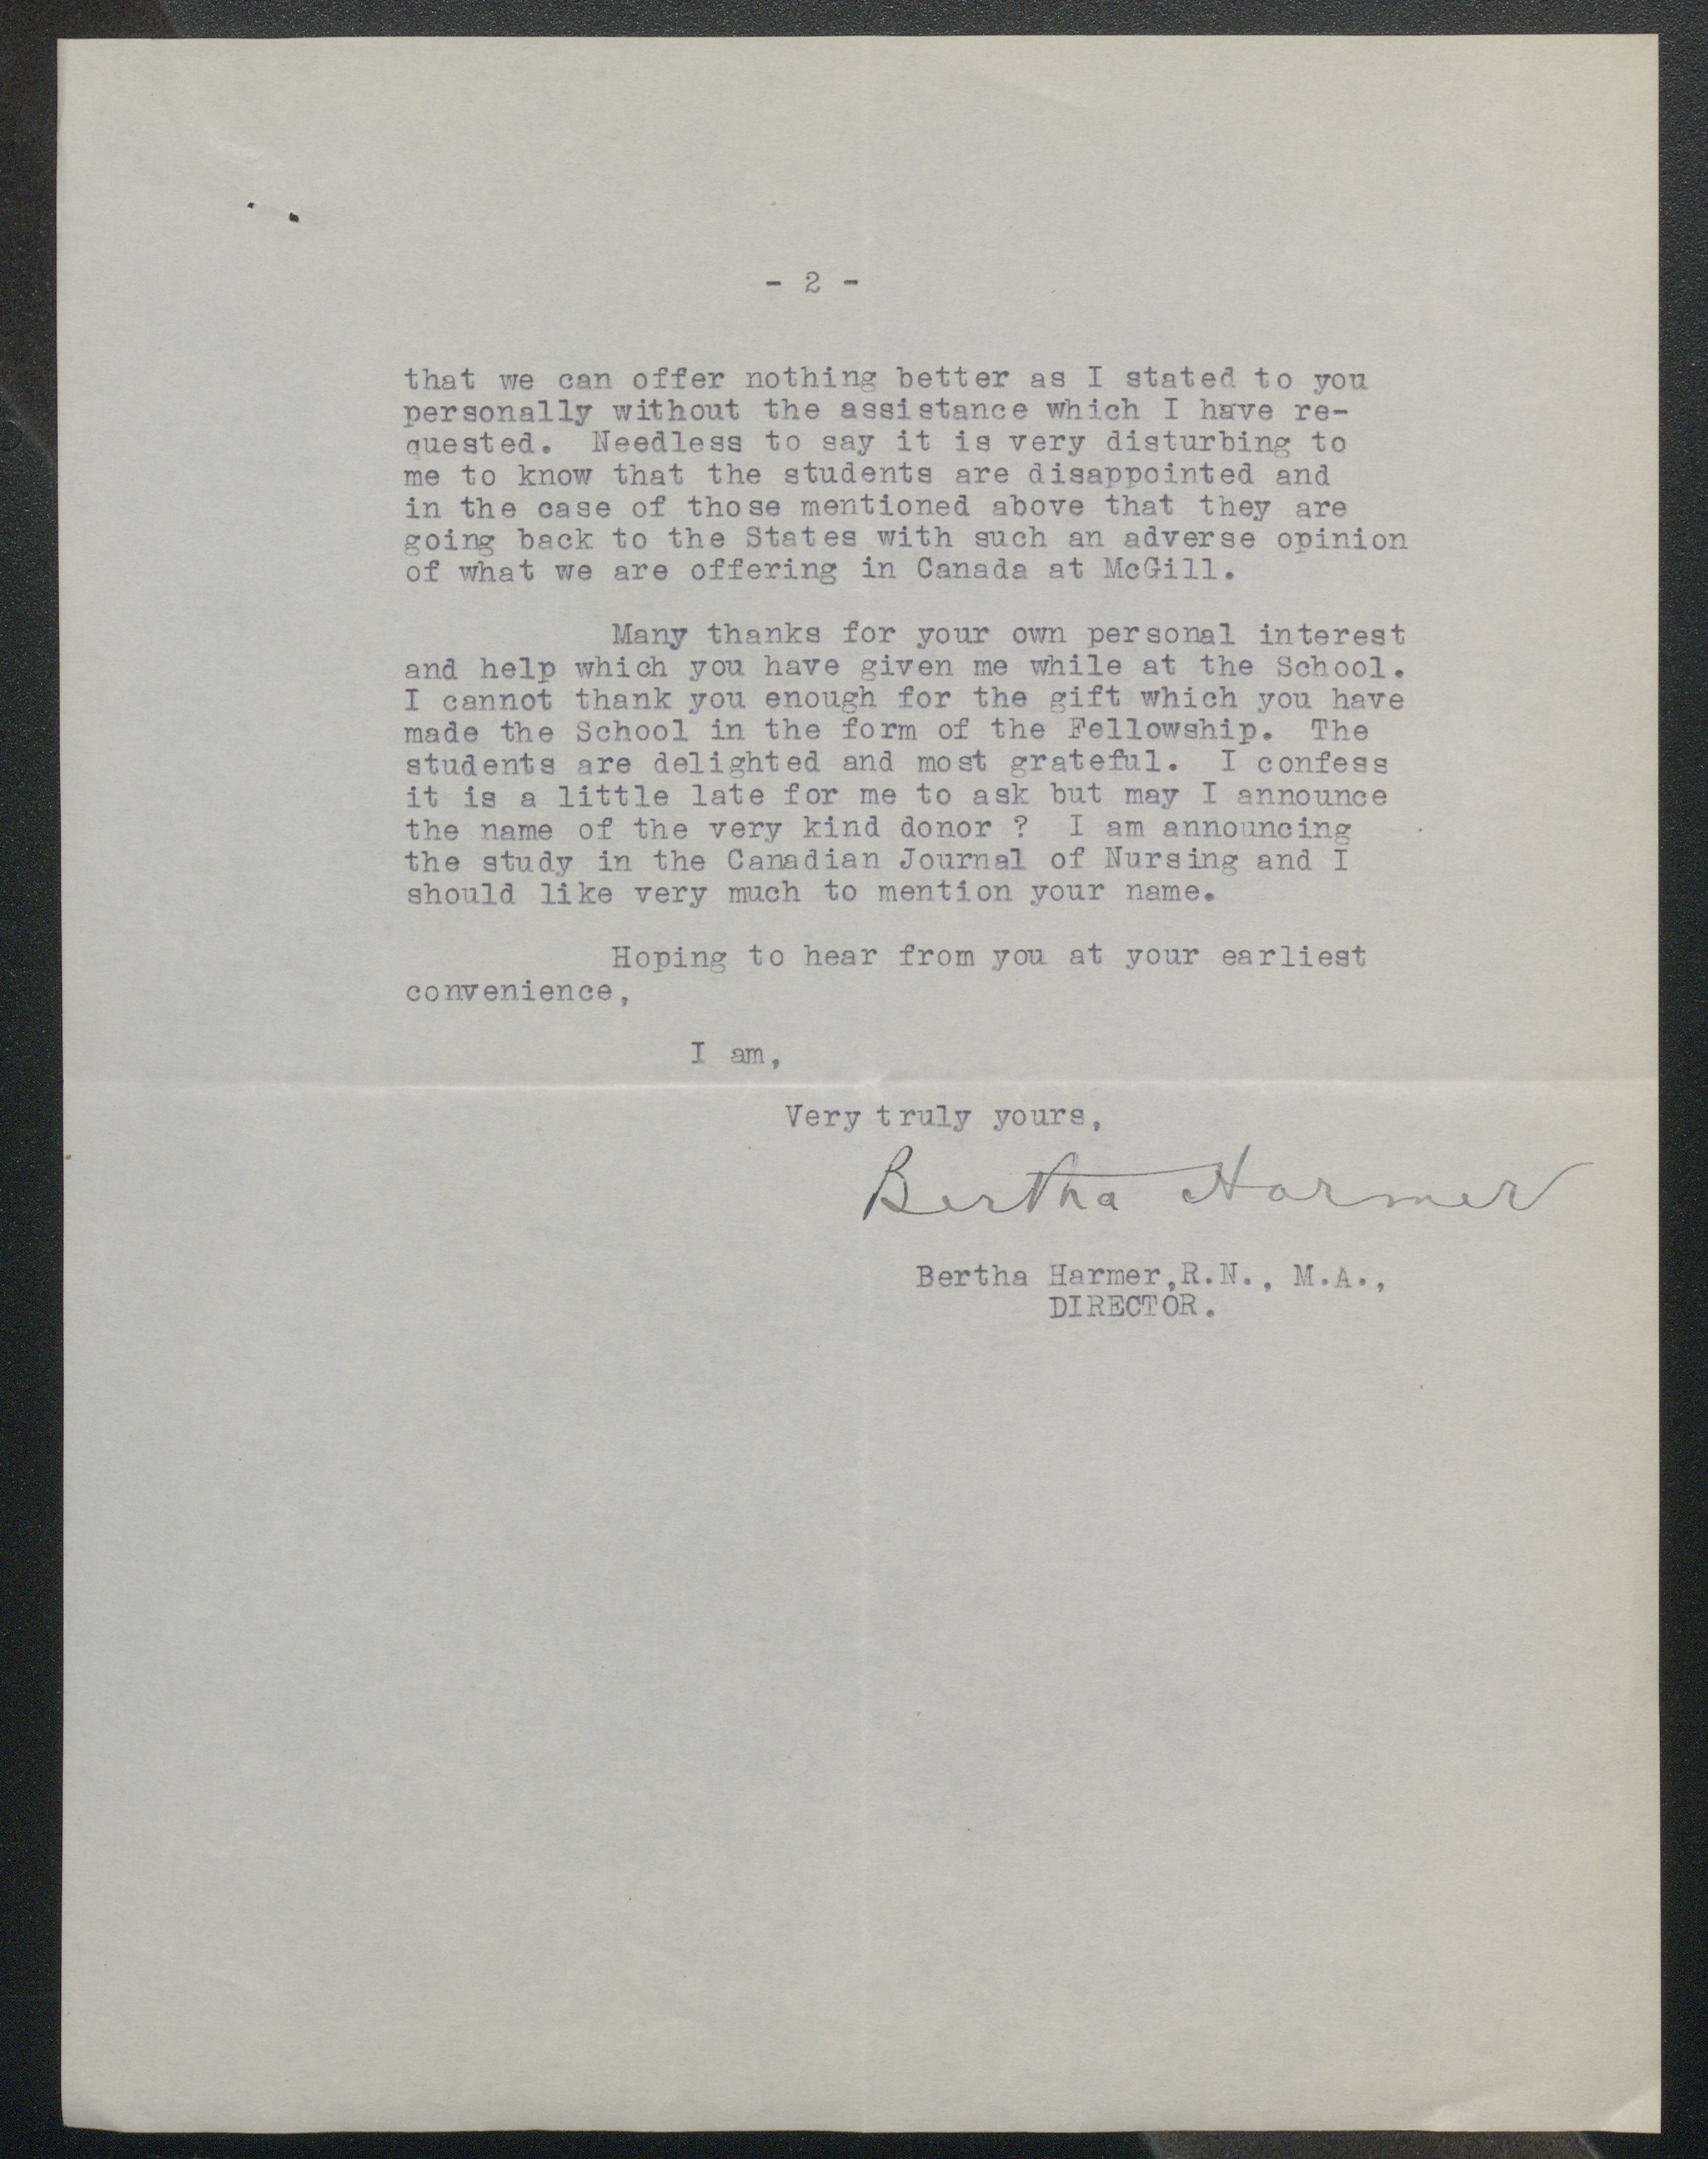 - 2 -
that we can offer nothing better as I stated to you
personally without the assistance which I have re-
quested. Needless to say it is very disturbing to
me to know that the students are disappointed and
in the case of those mentioned above that they are
going back to the States with such an adverse opinion
of what we are offering in Canada at McGill.
Many thanks for your own personal interest
and help which you have given me while at the School.
I cannot thank you enough for the gift which you have
made the School in the form of the Fellowship. The
students are delighted and most grateful. I confess
it is a little late for me to ask but may I announce
the name of the very kind donor ? I am announcing
the study in the Canadian Journal of Nursing and I
should like very much to mention your name.
Hoping to hear from you at your earliest
convenience,
I am,
Very truly yours,
Bertha Harmer
Bertha Harmer,R.N., M.A.,
DIRECTOR.